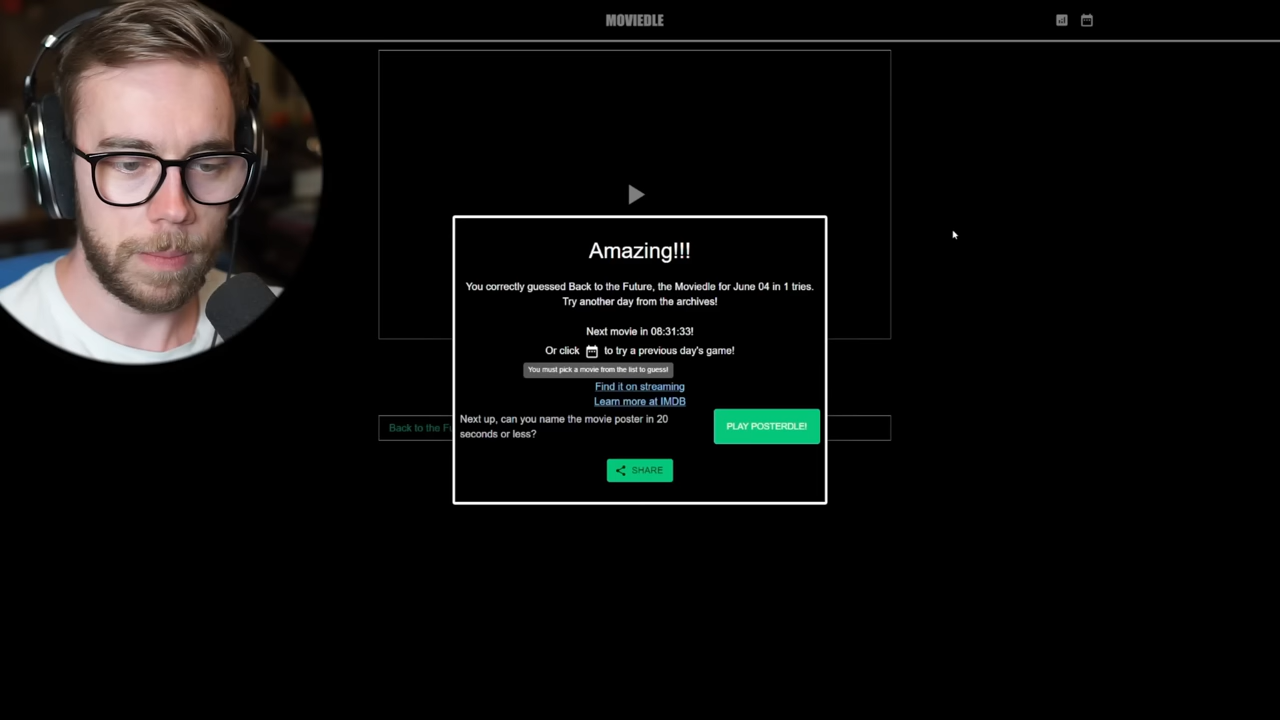 MOVIEDLE
Amazing!!!
You correctly guessed Back to the Future, the Moviedle for June 04 in 1 tries.
Try another day from the archives!
Next movie in 08:31:33!
Or click to try a previous day's game!
You must pick a movie from the list to guess!
Find it on streaming
Learn more at IMDB
Next up, can you name the movie poster in 20
seconds or less?
PLAY POSTERDLE!
Back to the Fu
SHARE